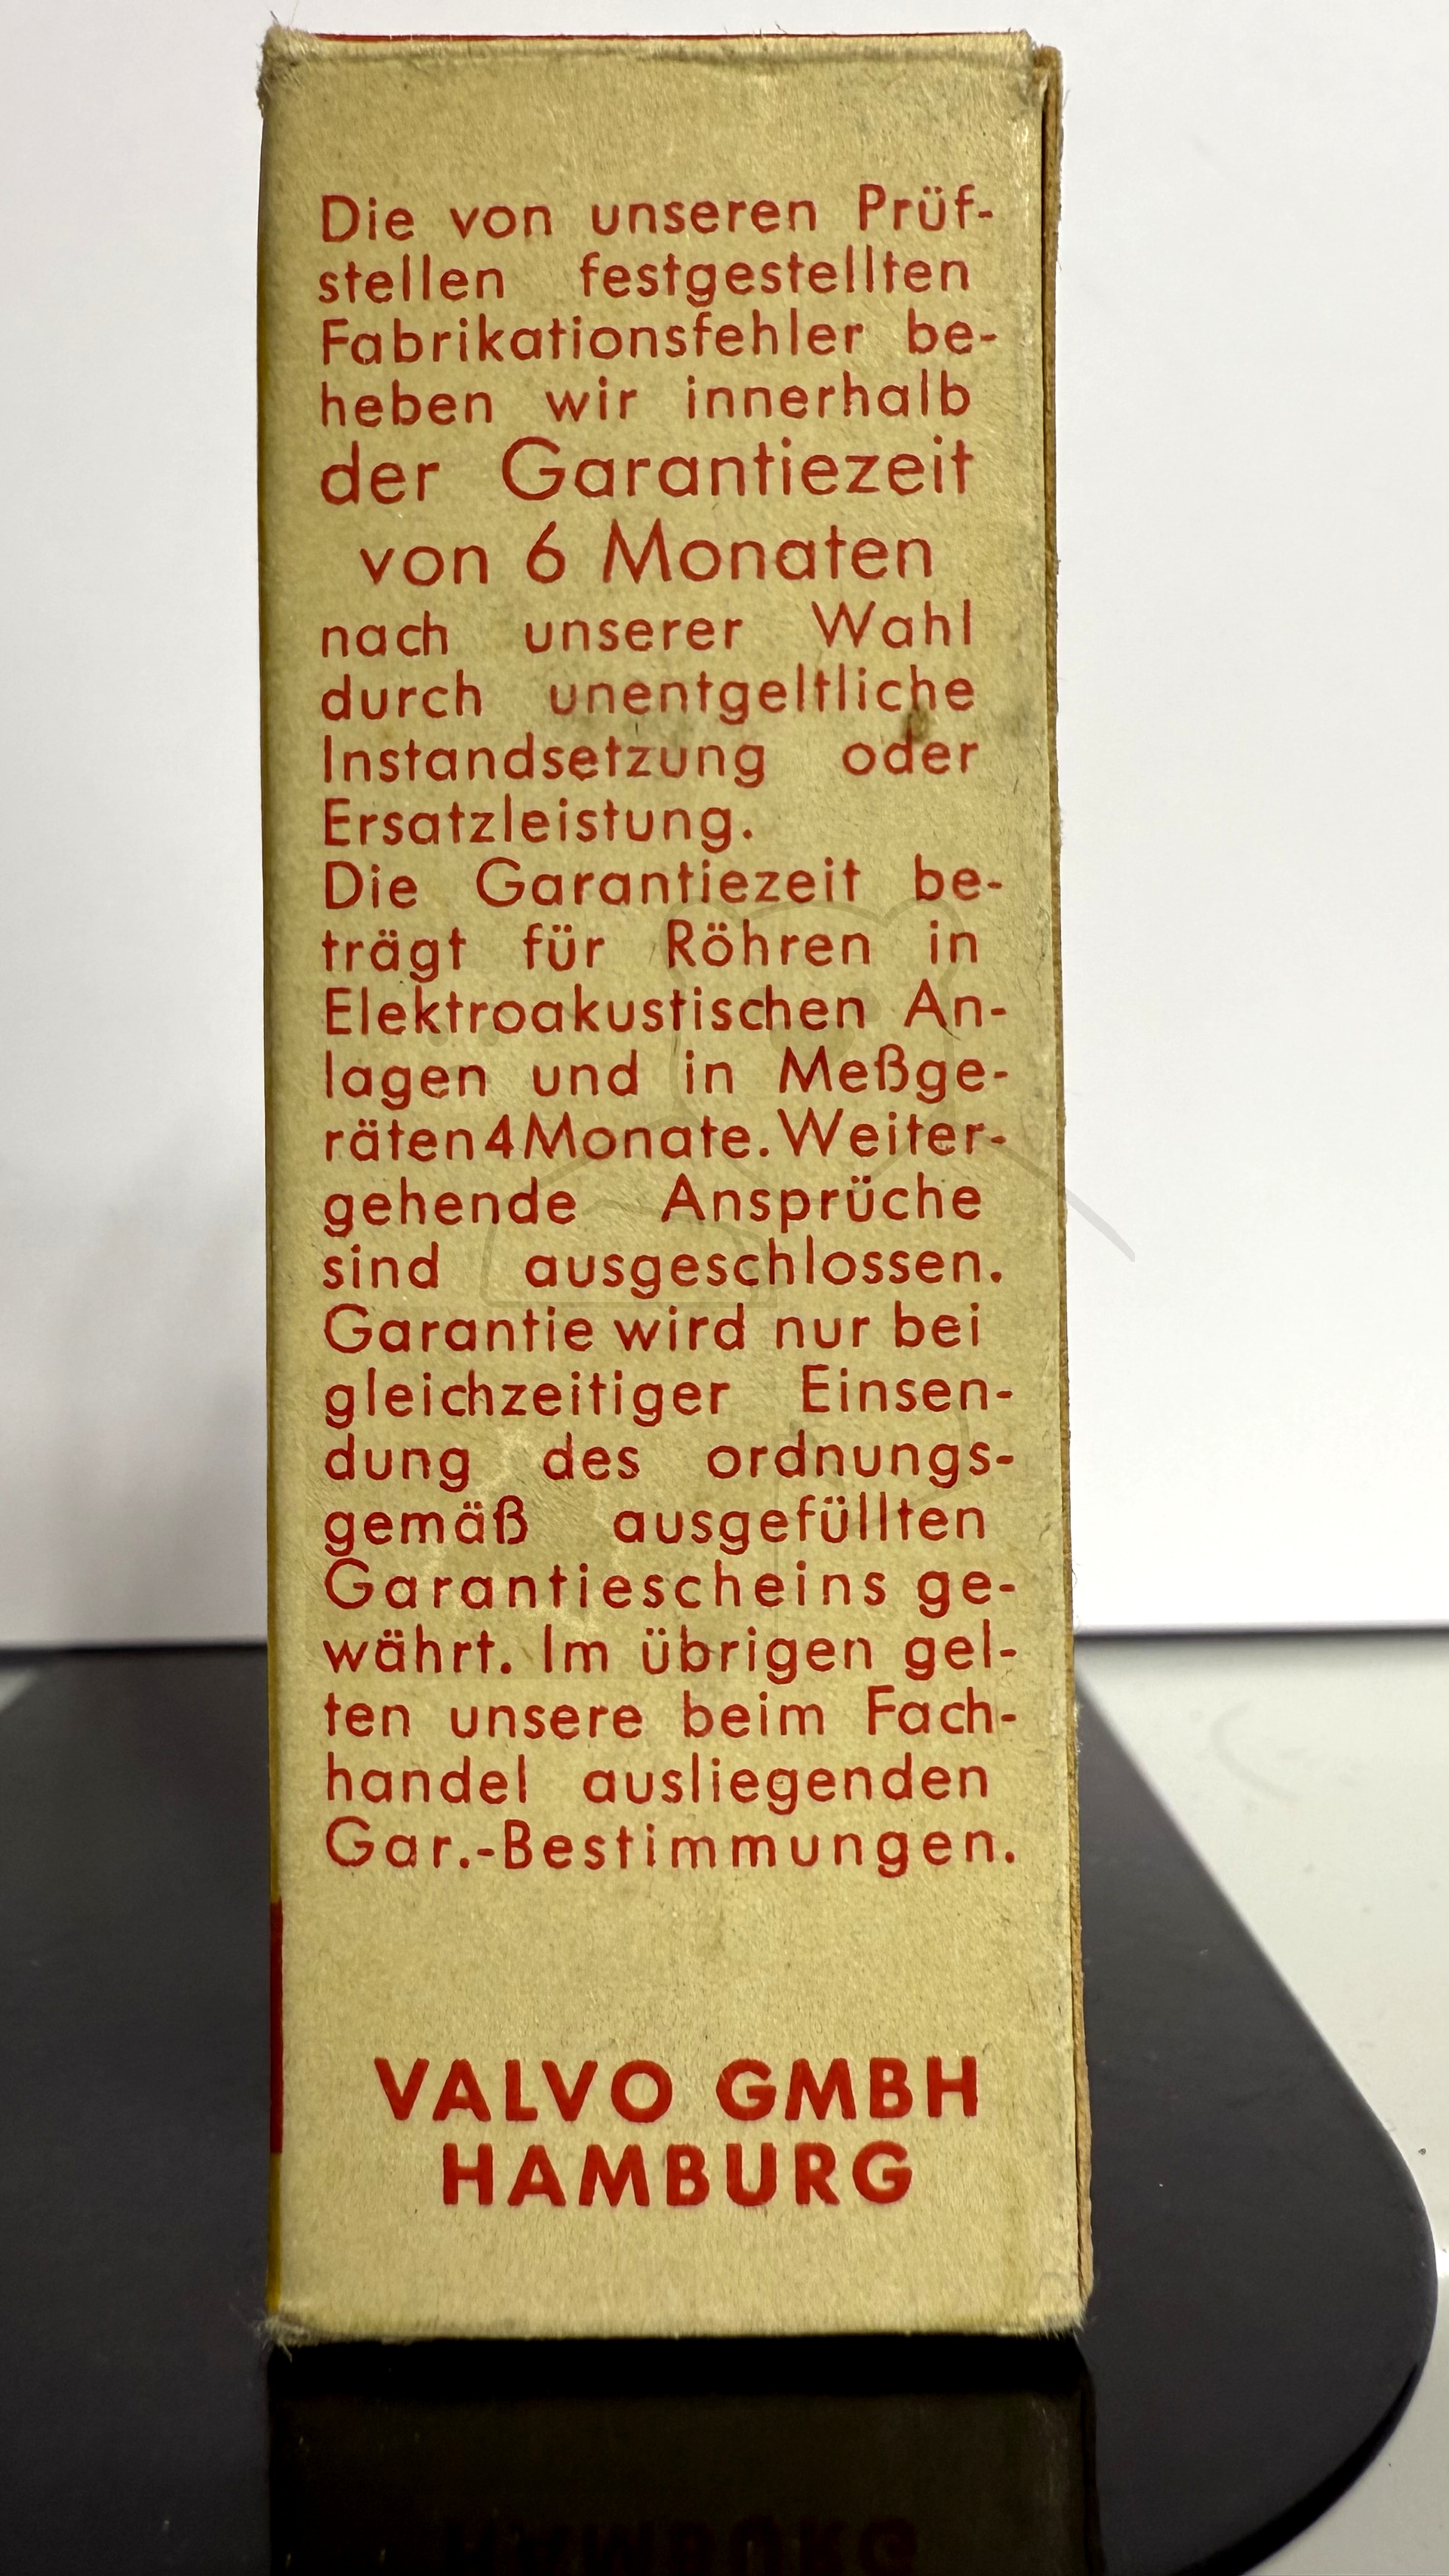 Die von unseren Prüf-
stellen festgestellten
Fabrikationsfehler be-
heben wir innerhalb
der Garantiezeit
von 6 Monaten
nach unserer Wahl
durch unentgeltliche
Instandsetzung oder
Ersatzleistung.
Die Garantiezeit be-
trägt für Röhren in
Elektroakustischen An-
lagen und in Meßge-
räten 4 Monate. Weiter-
gehende Ansprüche
sind ausgeschlossen.
Garantie wird nur bei
gleichzeitiger Einsen-
dung des ordnungs-
gemäß ausgefüllten
Garantiescheins ge-
währt. Im übrigen gel-
ten unsere beim Fach-
handel ausliegenden
Gar.-Bestimmungen.
VALVO GMBH
HAMBURG